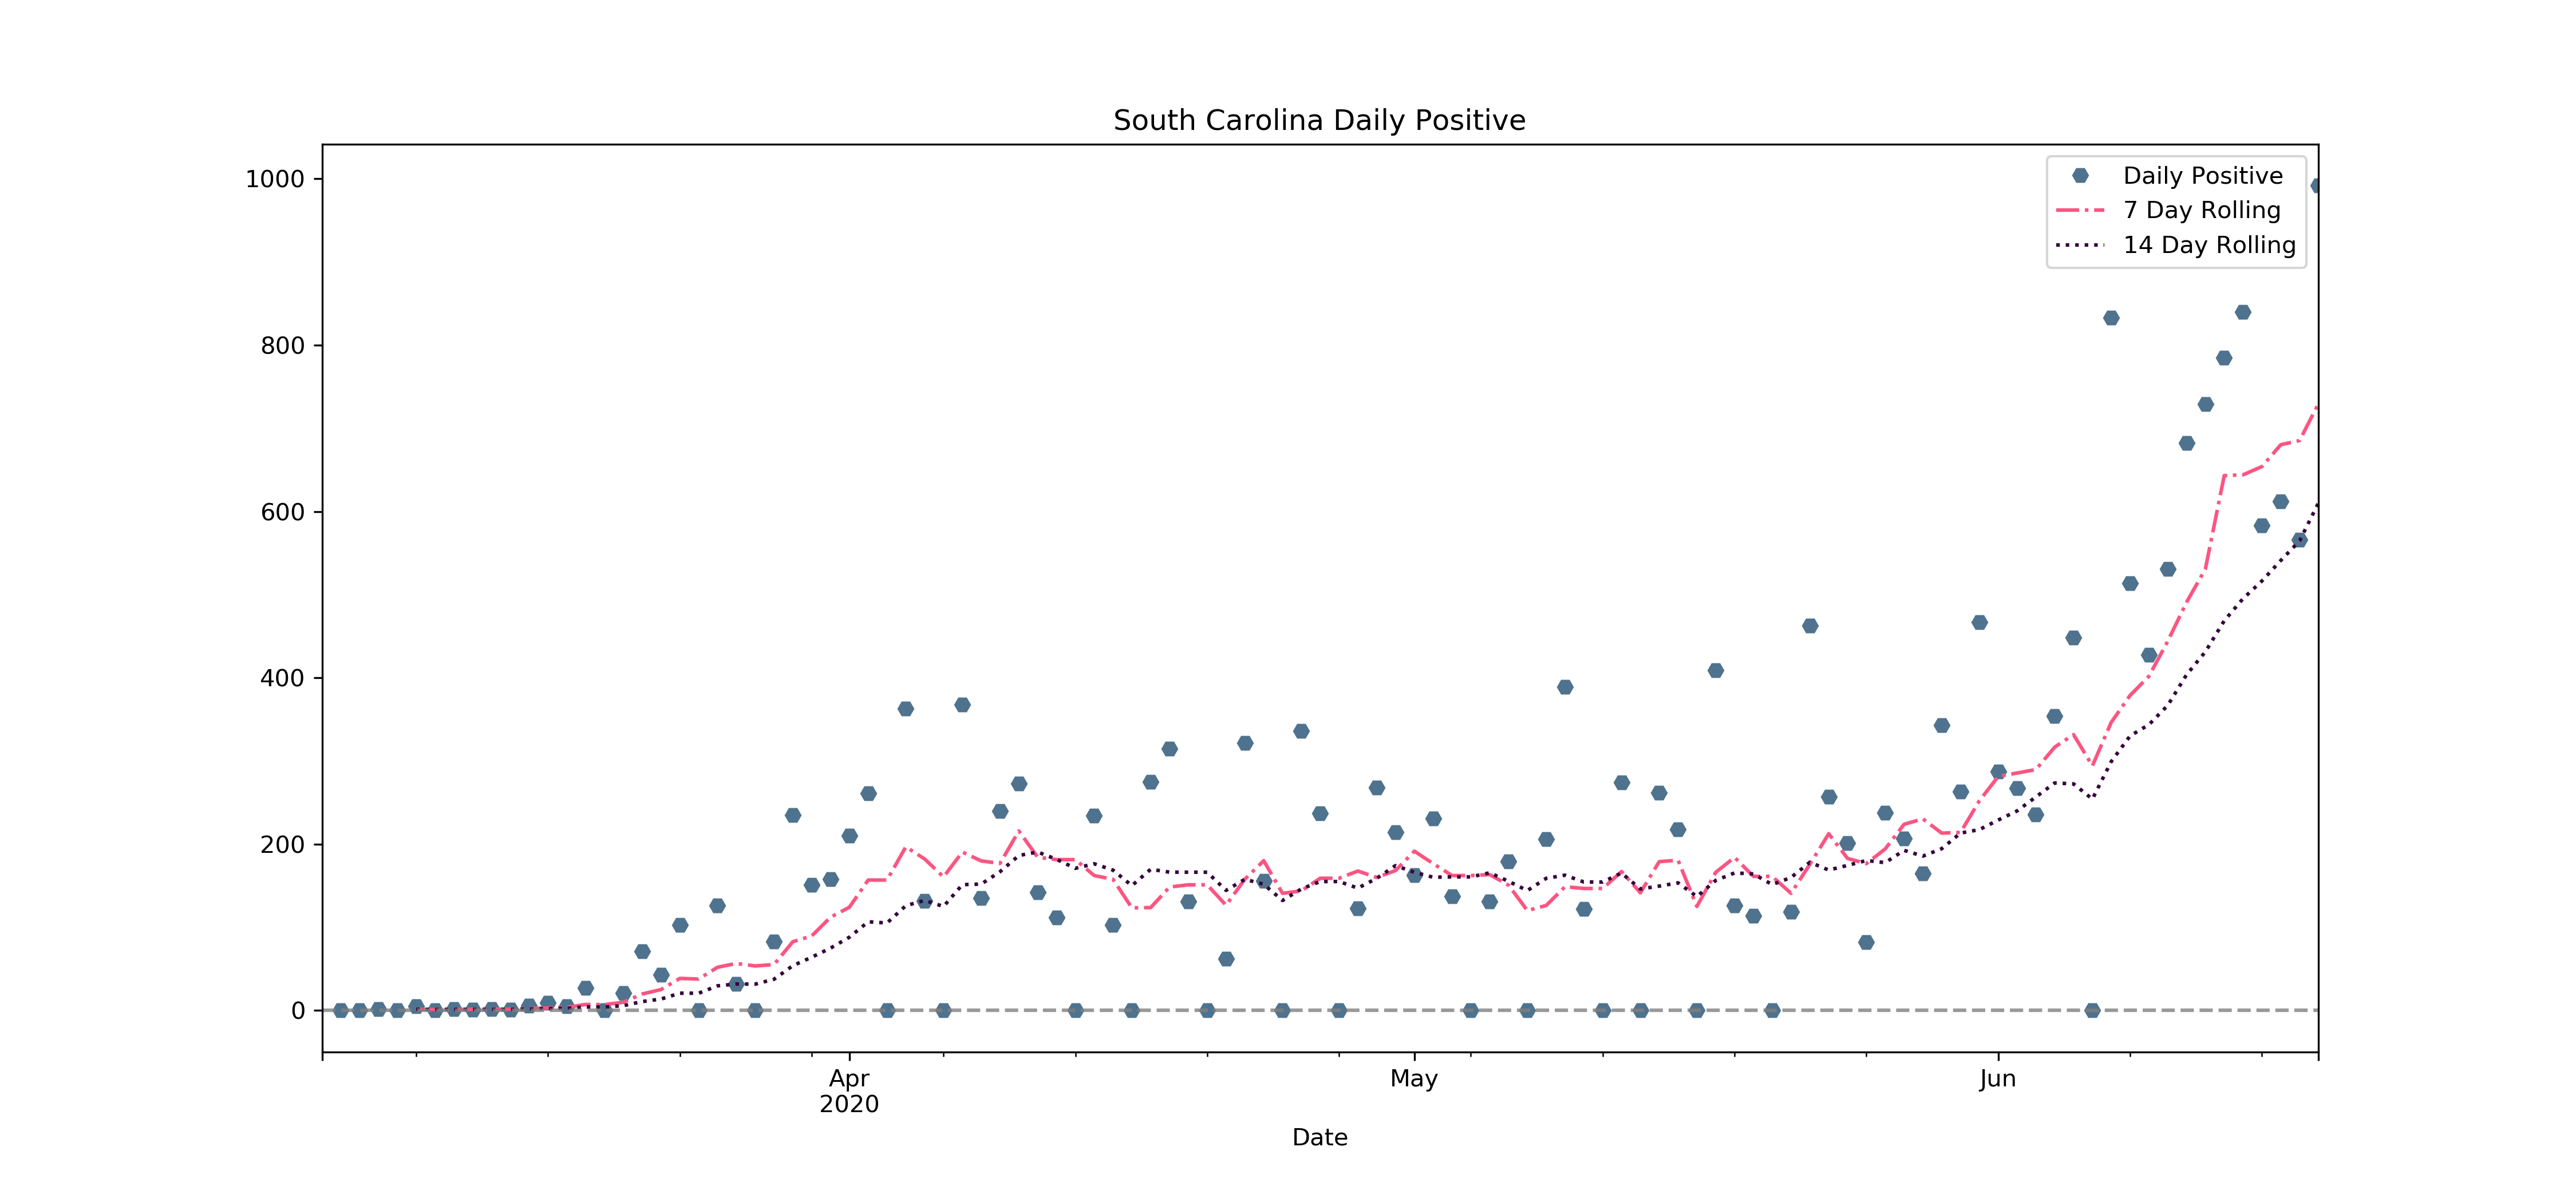 South Carolina Daily Positive
1000
800
600
400
200
0
Daily Positive
7 Day Rolling
14 Day Rolling
Apr
2020
May
Jun
Date